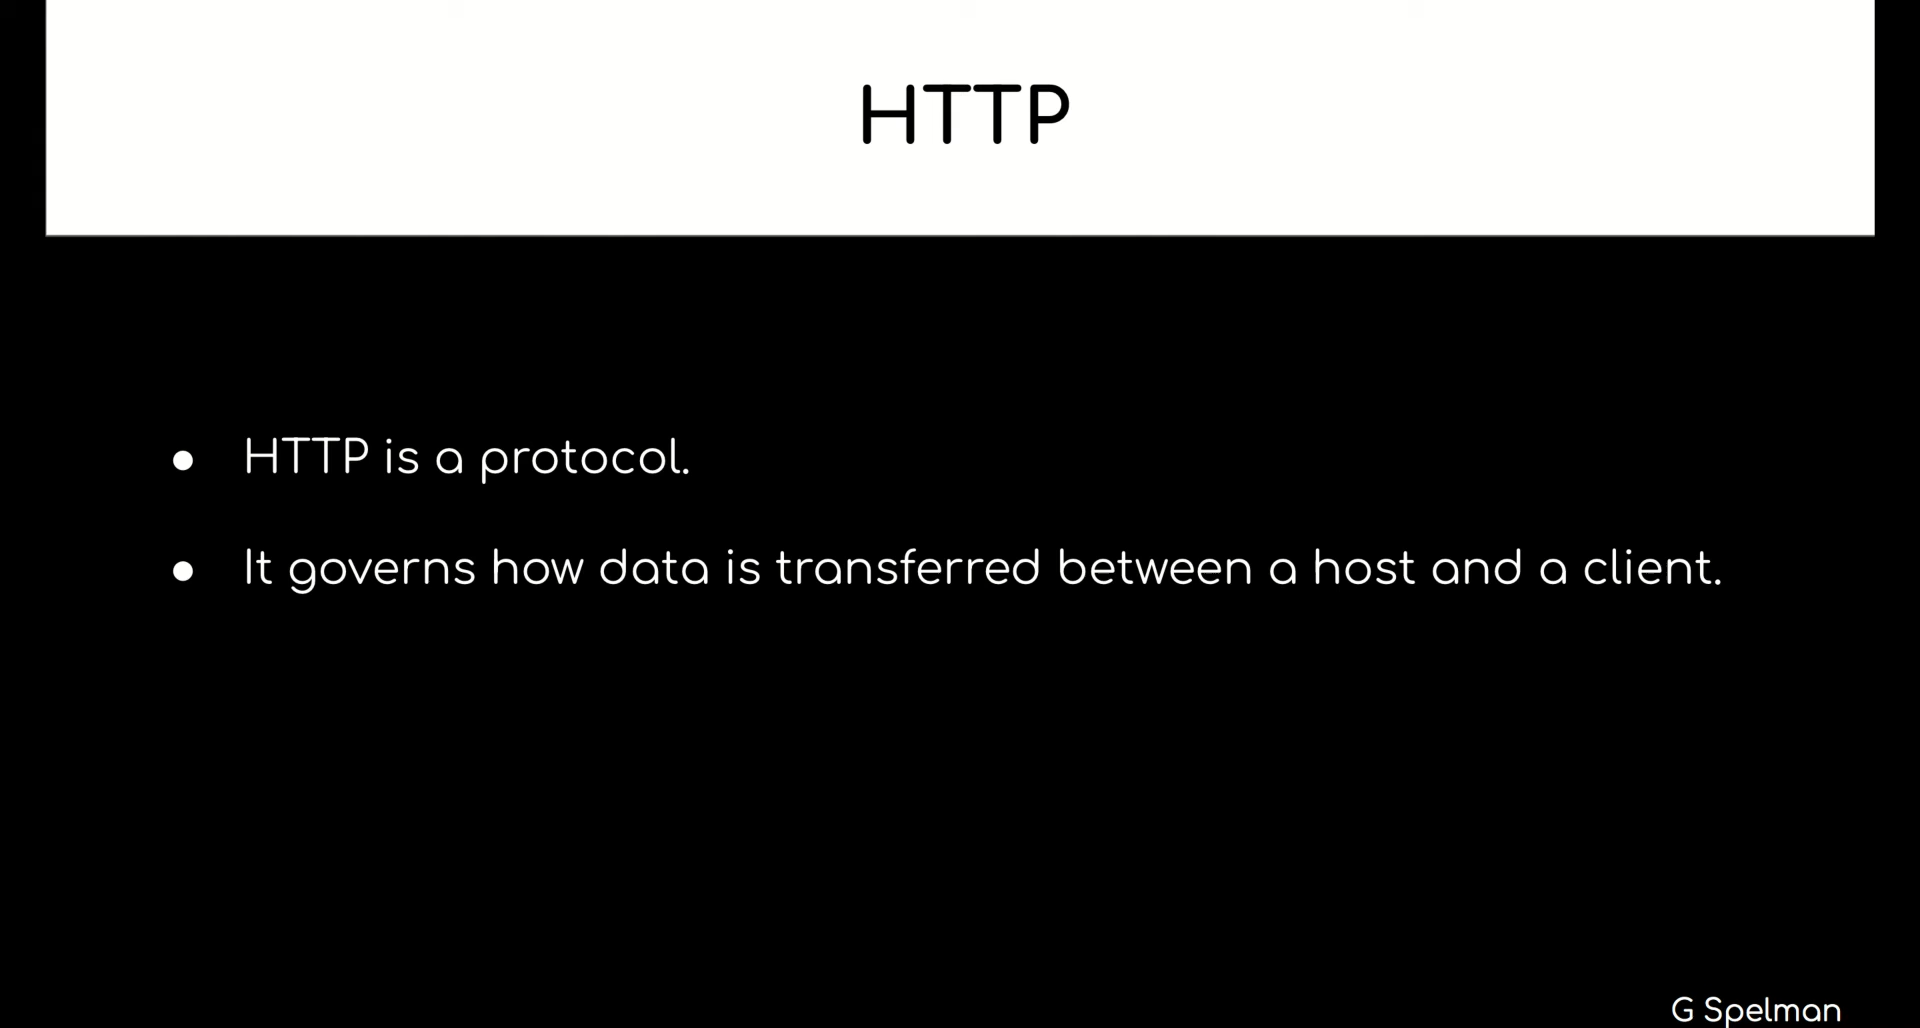 HTTP
● HTTP is a protocol.
● It governs how data is transferred between a host and a client.
G Spelman